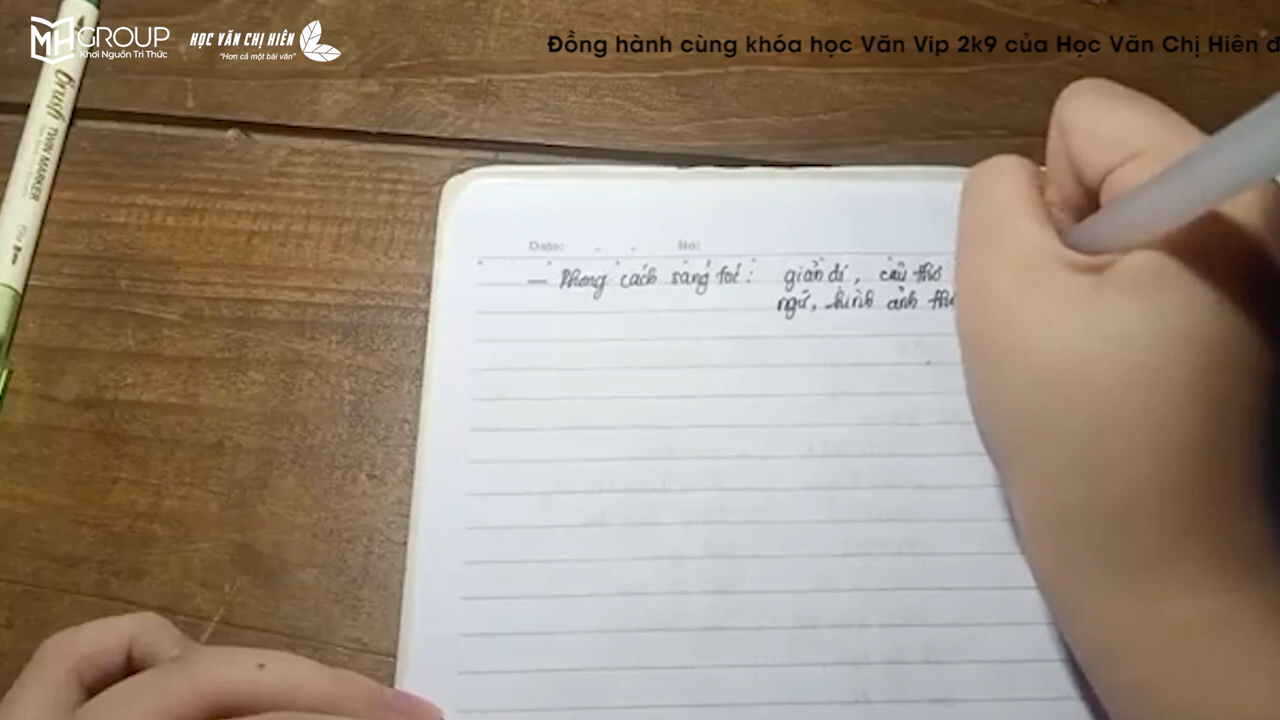 MH GROUP
Khơi Nguồn Tri Thức
HỌC VĂN CHỊ HIÊN
"Hơn cả một bài văn"
Đồng hành cùng khóa học Văn Vip 2k9 của Học Văn Chị Hiên đ
Brush TWIN MARKER
Date: No:
— Phong cách sáng tác: giản dị, câu thơ
ngữ, hình ảnh